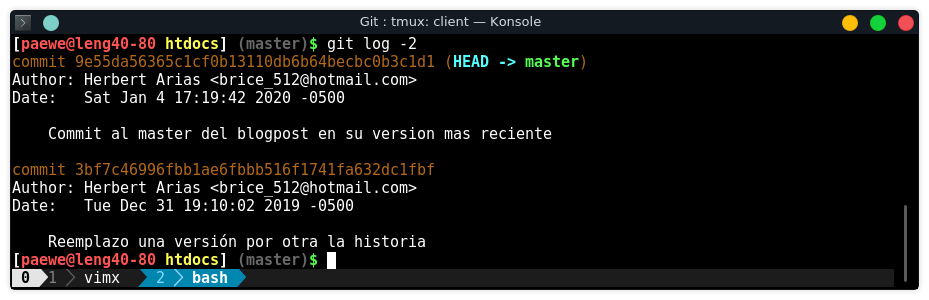 Git : tmux: client — Konsole
[paewe@leng40-80 htdocs] (master)$ git log -2
commit 9e55da56365c1cf0b13110db6b64becbc0b3c1d1 (HEAD -> master)
Author: Herbert Arias <brice_512@hotmail.com>
Date:   Sat Jan 4 17:19:42 2020 -0500
    Commit al master del blogpost en su version mas reciente
commit 3bf7c46996fbb1ae6fbbb516f1741fa632dc1fbf
Author: Herbert Arias <brice_512@hotmail.com>
Date:   Tue Dec 31 19:10:02 2019 -0500
    Reemplazo una versión por otra la historia
[paewe@leng40-80 htdocs] (master)$
0 1 vimx 2 bash